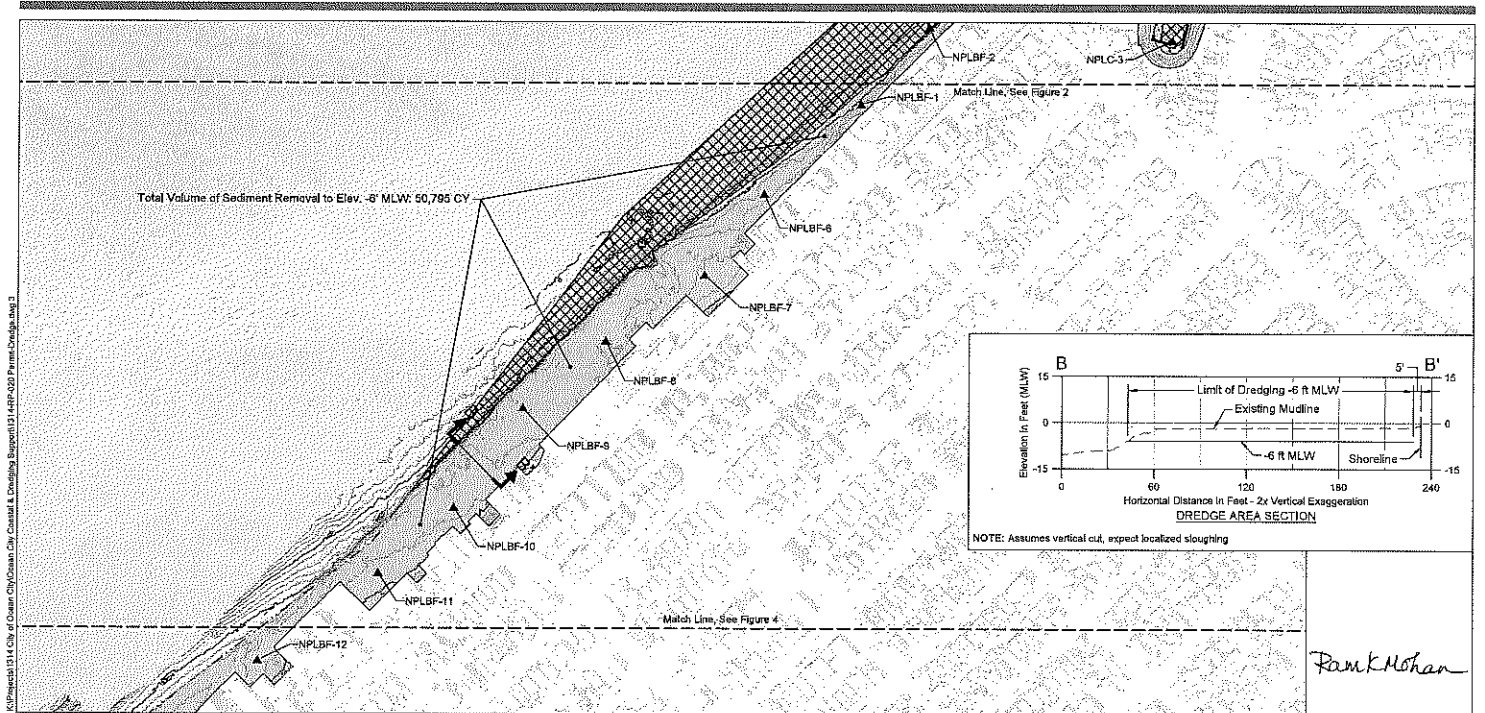 NPLBF-2
NPLC-3
Match Line, See Figure 2
NPLBF-1
Total Volume of Sediment Removal to Elev. -6' MLW: 50,795 CY
NPLBF-6
NPLBF-7
NPLBF-8
NPLBF-9
NPLBF-10
NPLBF-11
Match Line, See Figure 4
NPLBF-12
B
B'
5'
15
15
Limit of Dredging -6 ft MLW
Existing Mudline
0
0
-6 ft MLW
Shoreline
-15
-15
Elevation In Feet (MLW)
0
60
120
180
240
Horizontal Distance In Feet - 2x Vertical Exaggeration
DREDGE AREA SECTION
NOTE: Assumes vertical cut, expect localized sloughing
Ram K Mohan